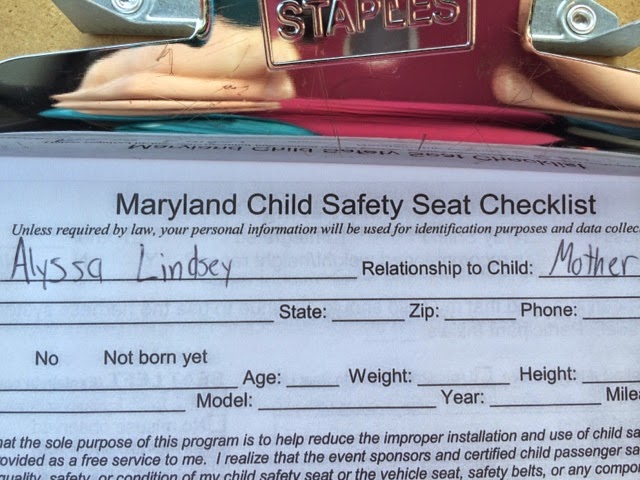 STAPLES
Maryland Child Safety Seat Checklist
Unless required by law, your personal information will be used for identification purposes and data collec
Alyssa Lindsey Relationship to Child: Mother
State: Zip: Phone:
No Not born yet
Age: Weight: Height:
Model: Year: Milea
at the sole purpose of this program is to help reduce the improper installation and use of child sa
ovided as a free service to me. I realize that the event sponsors and certified child passenger sa
quality, safety, or condition of my child safety seat or the vehicle seat, safety belts, or any compo